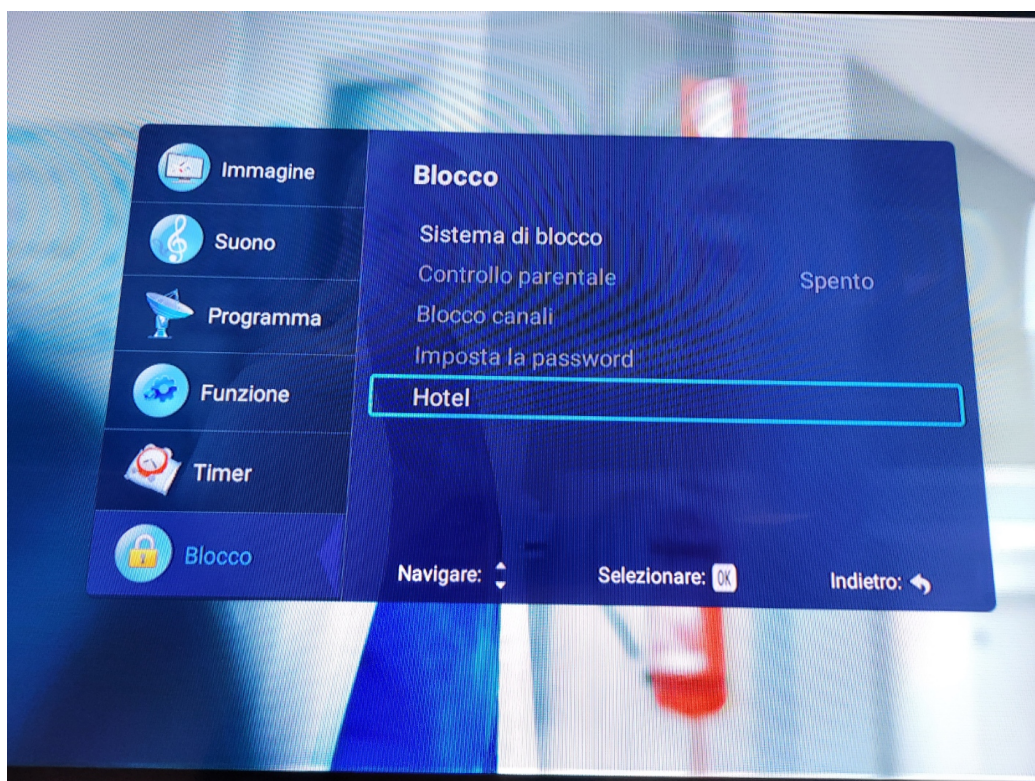 Immagine
Suono
Programma
Funzione
Timer
Blocco
Blocco
Sistema di blocco
Controllo parentale Spento
Blocco canali
Imposta la password
Hotel
Navigare: Selezionare: OK Indietro: